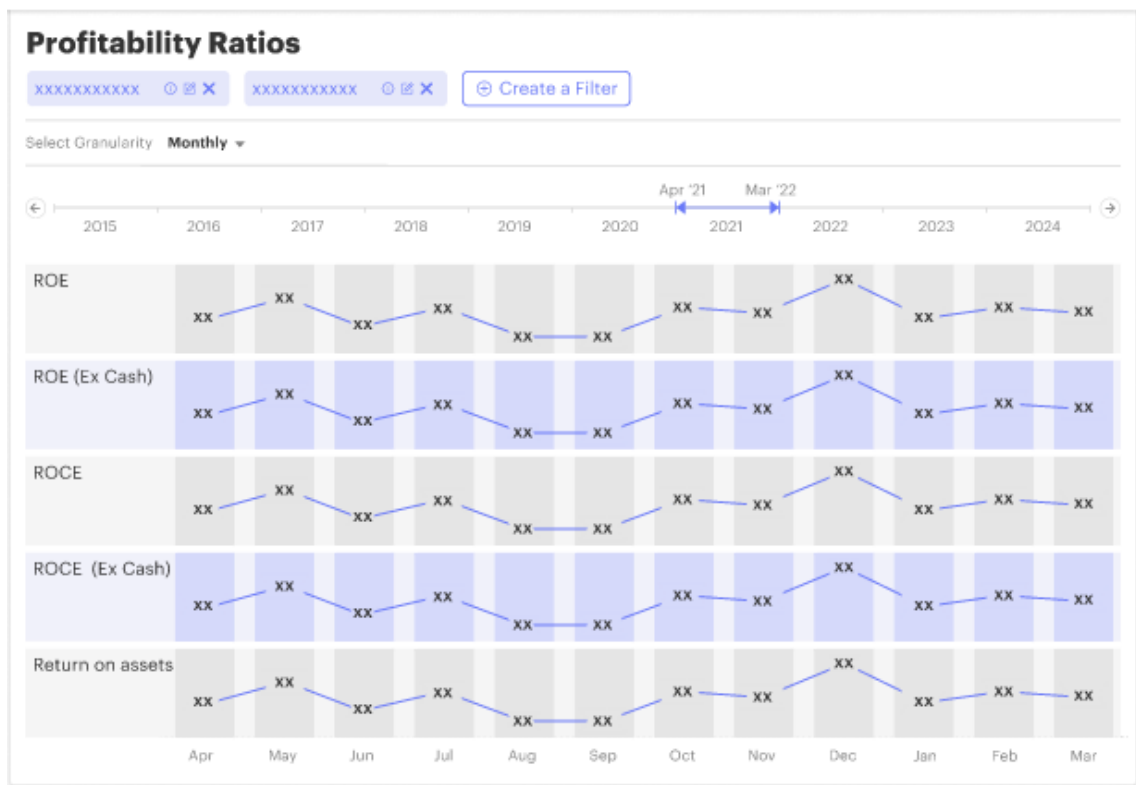 Profitability Ratios
xxxxxxxxxxx xxxxxxxxxxx Create a Filter
Select Granularity Monthly
Apr '21 Mar '22
2015 2016 2017 2018 2019 2020 2021 2022 2023 2024
ROE
xx xx xx xx xx xx xx xx xx xx xx xx
ROE (Ex Cash)
xx xx xx xx xx xx xx xx xx xx xx xx
ROCE
xx xx xx xx xx xx xx xx xx xx xx xx
ROCE (Ex Cash)
xx xx xx xx xx xx xx xx xx xx xx xx
Return on assets
xx xx xx xx xx xx xx xx xx xx xx xx
Apr May Jun Jul Aug Sep Oct Nov Dec Jan Feb Mar